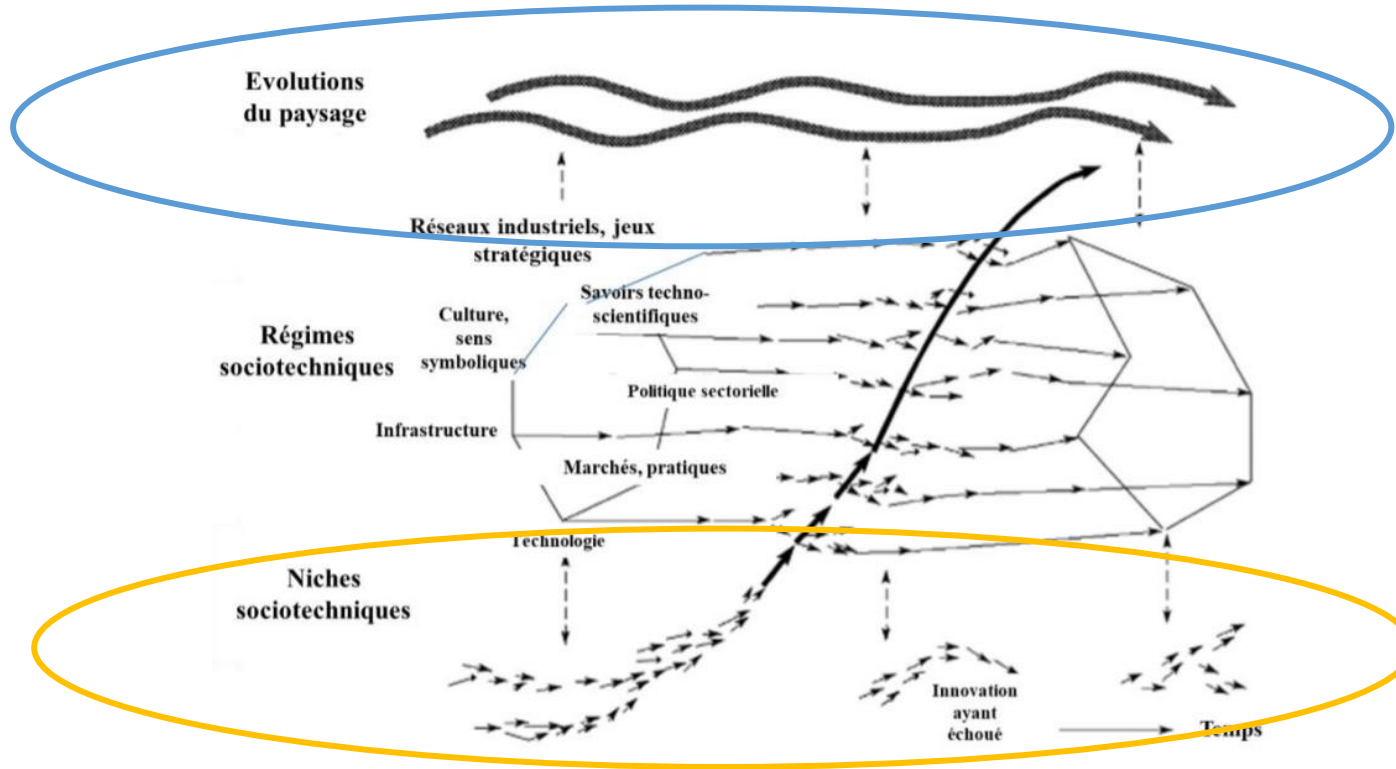 Evolutions
du paysage
Réseaux industriels, jeux
stratégiques
Savoirs techno-
scientifiques
Culture,
sens
symboliques
Régimes
sociotechniques
Politique sectorielle
Infrastructure
Marchés, pratiques
Technologie
Niches
sociotechniques
Innovation
ayant
échoué
Temps